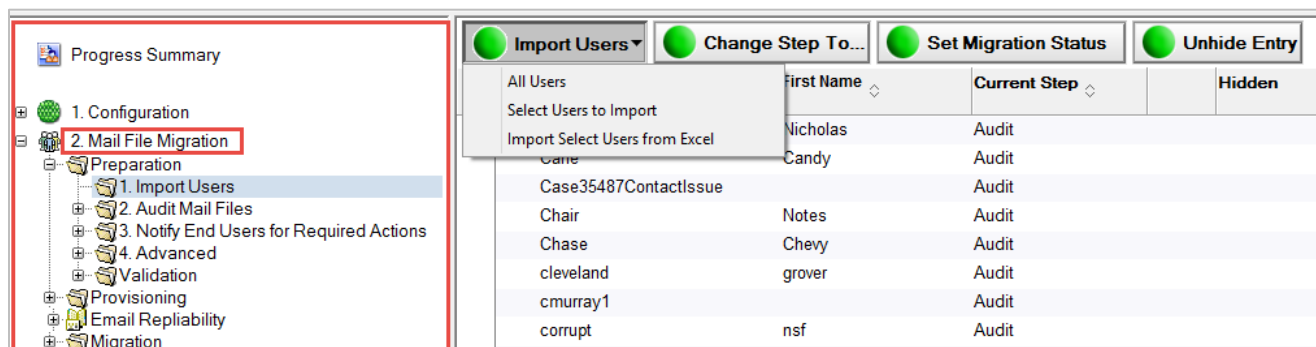 Progress Summary
1. Configuration
2. Mail File Migration
Preparation
1. Import Users
2. Audit Mail Files
3. Notify End Users for Required Actions
4. Advanced
Validation
Provisioning
Email Repliability
Migration
Import Users Change Step To... Set Migration Status Unhide Entry
All Users
Select Users to Import
Import Select Users from Excel
First Name Current Step Hidden
Nicholas Audit
Cane Candy Audit
Case35487ContactIssue Audit
Chair Notes Audit
Chase Chevy Audit
cleveland grover Audit
cmurray1 Audit
corrupt nsf Audit